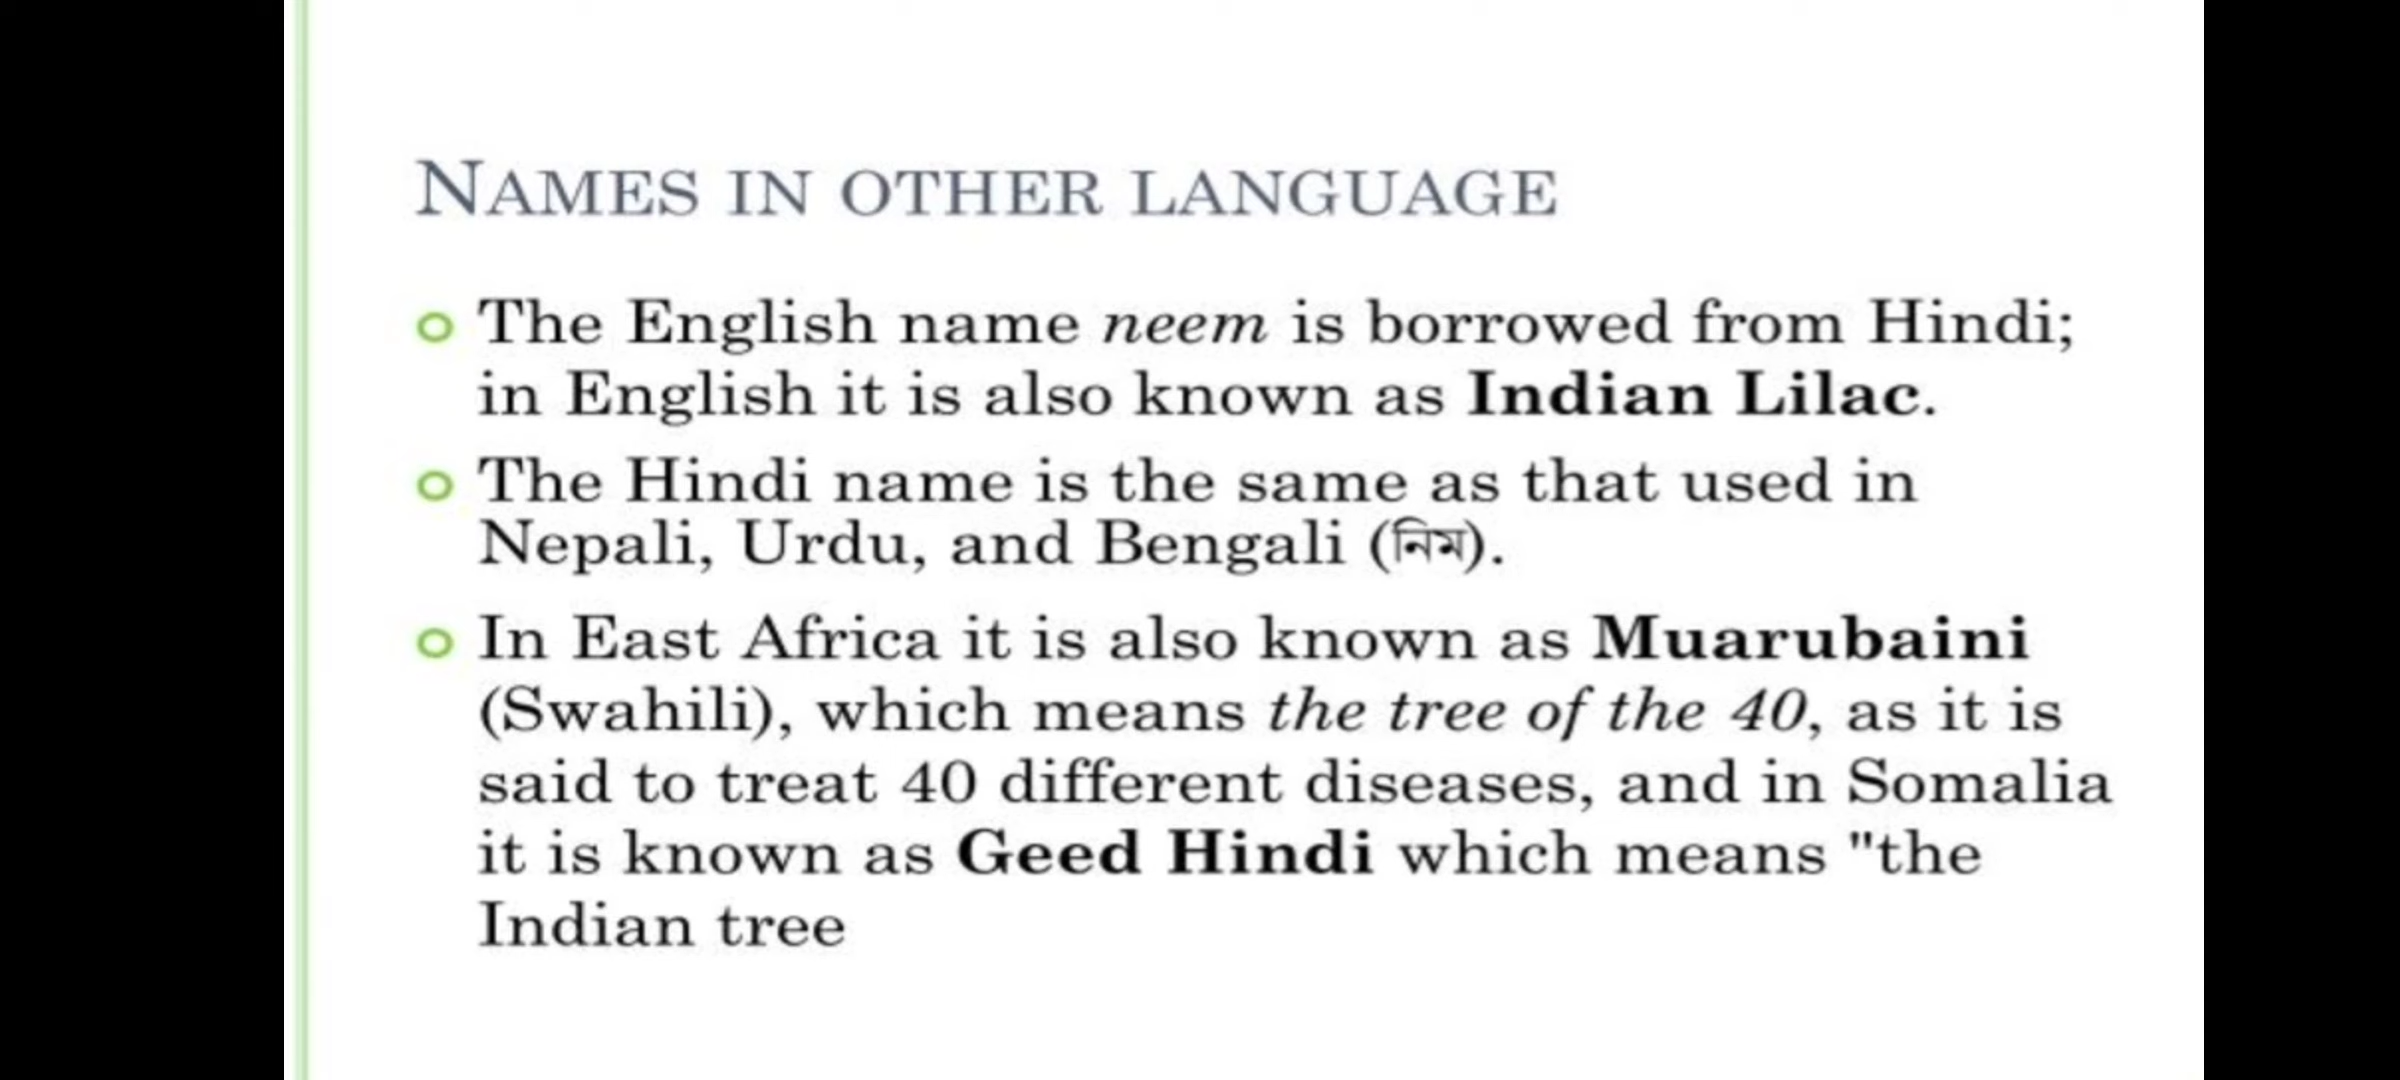 NAMES IN OTHER LANGUAGE
The English name neem is borrowed from Hindi;
in English it is also known as Indian Lilac.
The Hindi name is the same as that used in
Nepali, Urdu, and Bengali (নিম).
In East Africa it is also known as Muarubaini
(Swahili), which means the tree of the 40, as it is
said to treat 40 different diseases, and in Somalia
it is known as Geed Hindi which means "the
Indian tree